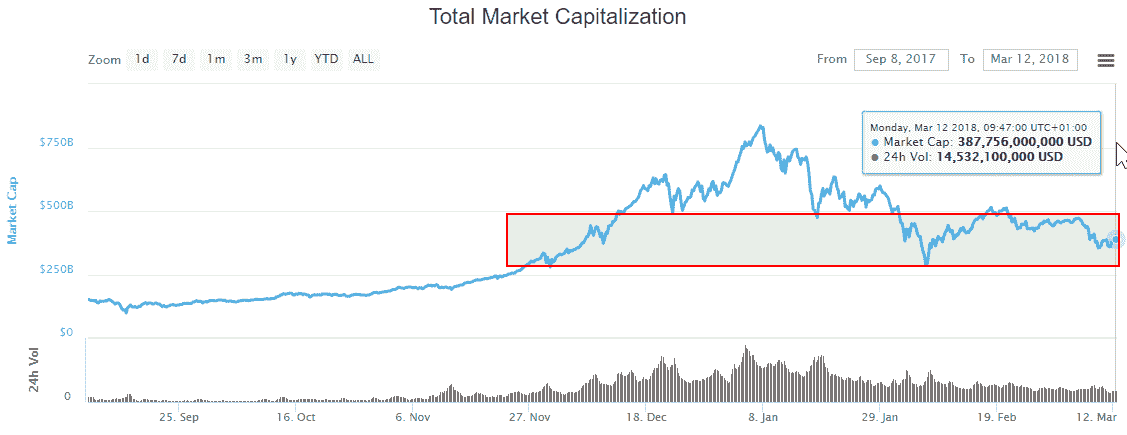 Total Market Capitalization
Zoom 1d 7d 1m 3m 1y YTD ALL From Sep 8, 2017 To Mar 12, 2018
Monday, Mar 12 2018, 09:47:00 UTC+01:00
Market Cap: 387,756,000,000 USD
24h Vol: 14,532,100,000 USD
Market Cap
$750B
$500B
$250B
$0
24h Vol
0
25. Sep 16. Oct 6. Nov 27. Nov 18. Dec 8. Jan 29. Jan 19. Feb 12. Mar